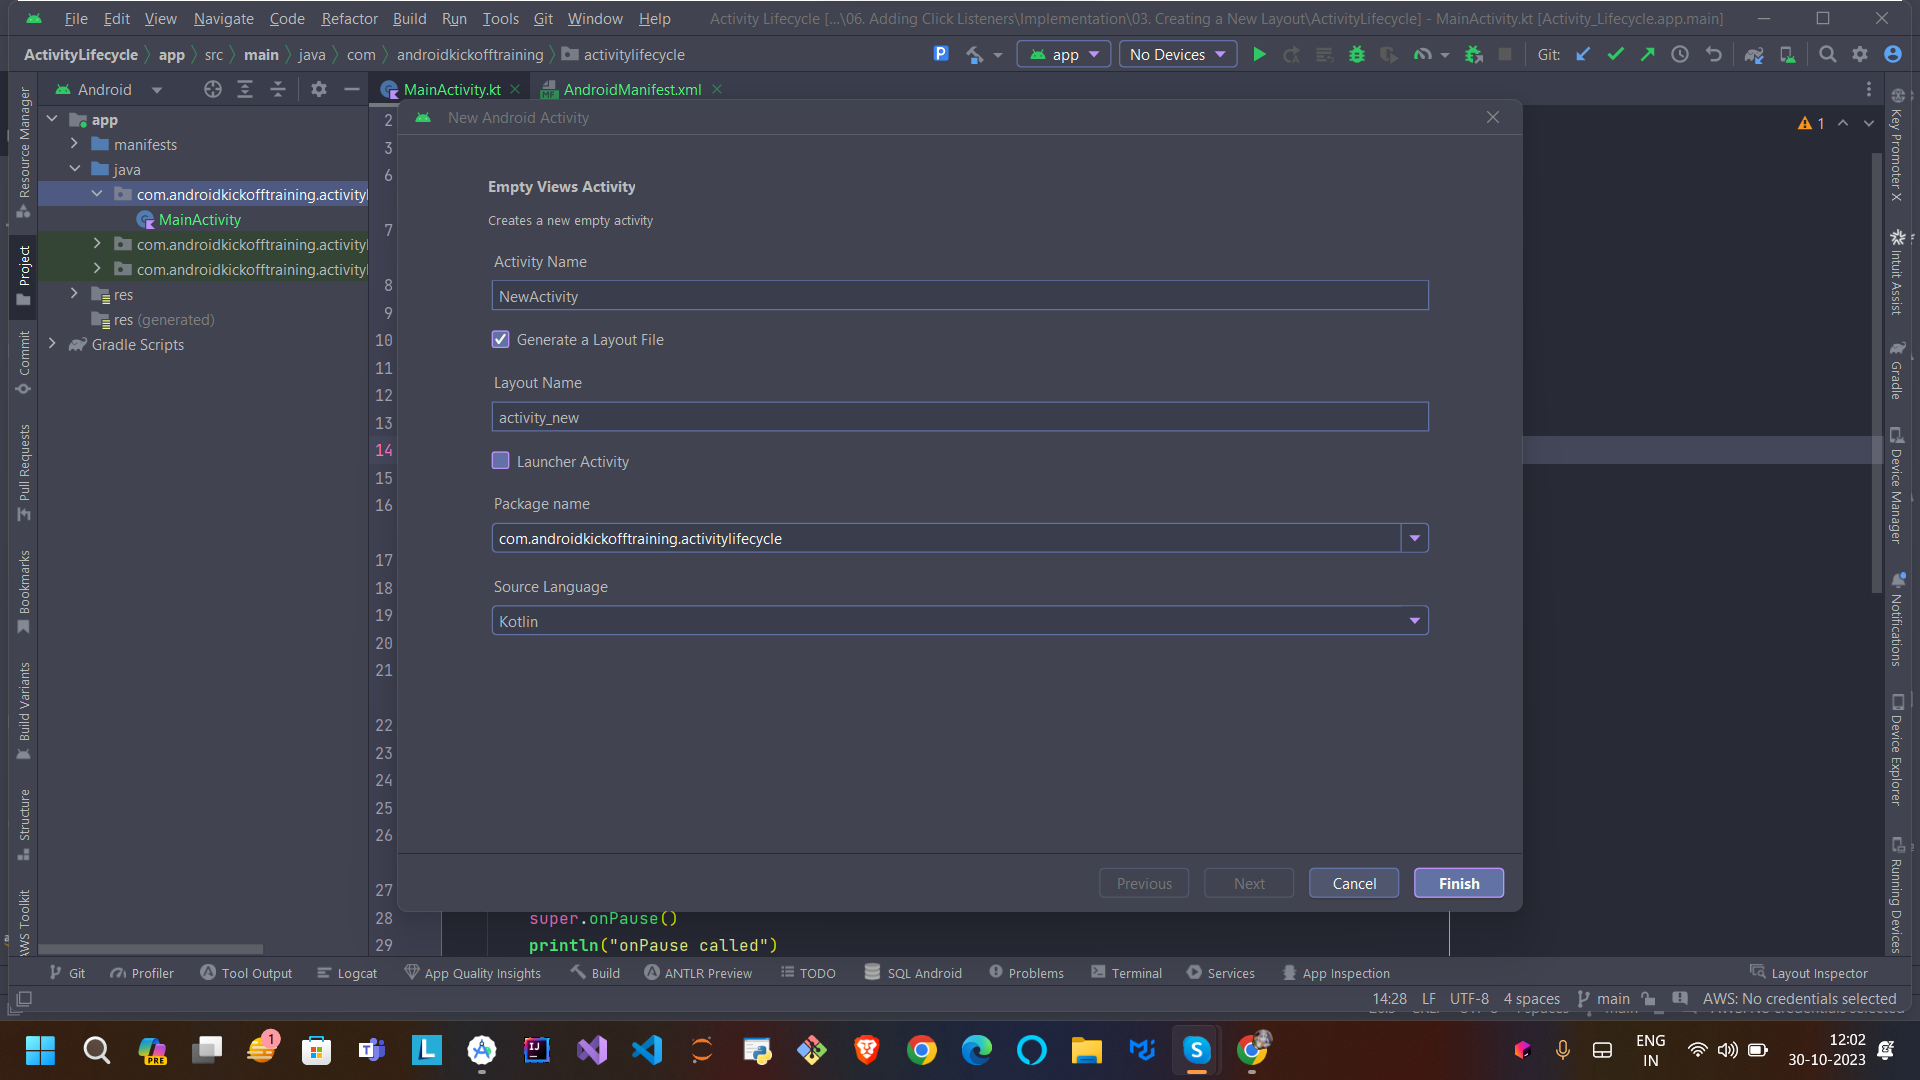 File Edit View Navigate Code Refactor Build Run Tools Git Window Help
Activity Lifecycle [...\06. Adding Click Listeners\Implementation\03. Creating a New Layout\ActivityLifecycle] - MainActivity.kt [Activity_Lifecycle.app.main]
ActivityLifecycle app src main java com androidkickofftraining activitylifecycle
app
No Devices
Git:
Android
MainActivity.kt
AndroidManifest.xml
app
manifests
java
com.androidkickofftraining.activityl
MainActivity
com.androidkickofftraining.activityl
com.androidkickofftraining.activityl
res
res (generated)
Gradle Scripts
Resource Manager
Project
Commit
Pull Requests
Bookmarks
Build Variants
Structure
AWS Toolkit
2
3
6
7
8
9
10
11
12
13
14
15
16
17
18
19
20
21
22
23
24
25
26
27
28
29
New Android Activity
Empty Views Activity
Creates a new empty activity
Activity Name
NewActivity
Generate a Layout File
Layout Name
activity_new
Launcher Activity
Package name
com.androidkickofftraining.activitylifecycle
Source Language
Kotlin
Previous Next Cancel Finish
super.onPause()
println("onPause called")
1
Key Promoter X
Intuit Assist
Gradle
Device Manager
Notifications
Device Explorer
Running Devices
Git Profiler Tool Output Logcat App Quality Insights Build ANTLR Preview TODO SQL Android Problems Terminal Services App Inspection Layout Inspector
14:28 LF UTF-8 4 spaces main AWS: No credentials selected
PRE
1
ENG
IN
12:02
30-10-2023